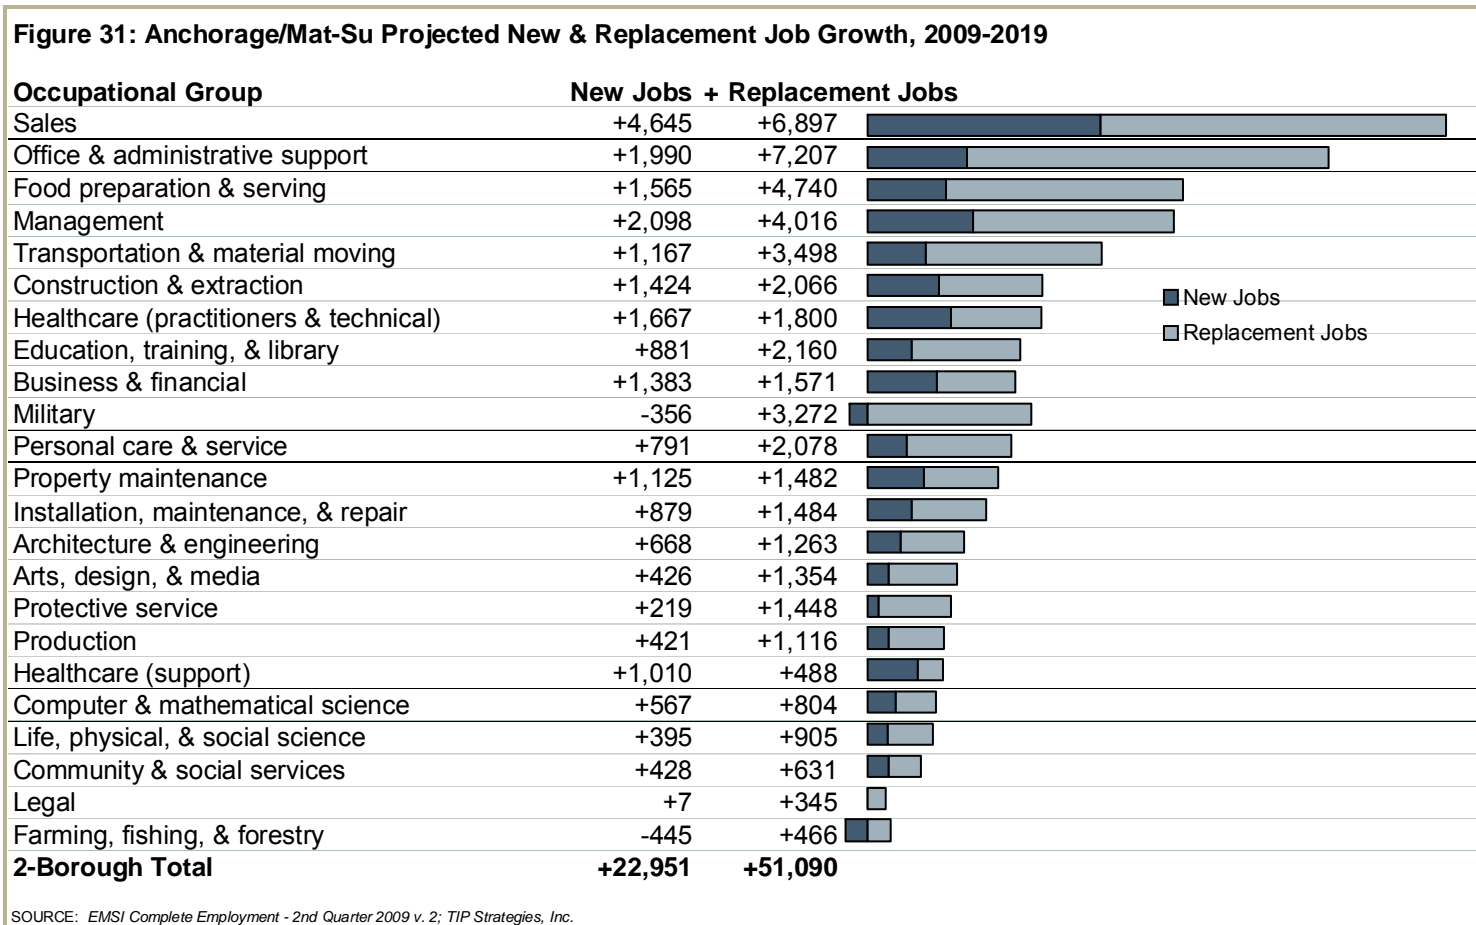 Figure 31: Anchorage/Mat-Su Projected New & Replacement Job Growth, 2009-2019
Occupational Group New Jobs + Replacement Jobs
Sales +4,645 +6,897
Office & administrative support +1,990 +7,207
Food preparation & serving +1,565 +4,740
Management +2,098 +4,016
Transportation & material moving +1,167 +3,498
Construction & extraction +1,424 +2,066
New Jobs
Healthcare (practitioners & technical) +1,667 +1,800
Replacement Jobs
Education, training, & library +881 +2,160
Business & financial +1,383 +1,571
Military -356 +3,272
Personal care & service +791 +2,078
Property maintenance +1,125 +1,482
Installation, maintenance, & repair +879 +1,484
Architecture & engineering +668 +1,263
Arts, design, & media +426 +1,354
Protective service +219 +1,448
Production +421 +1,116
Healthcare (support) +1,010 +488
Computer & mathematical science +567 +804
Life, physical, & social science +395 +905
Community & social services +428 +631
Legal +7 +345
Farming, fishing, & forestry -445 +466
2-Borough Total +22,951 +51,090
SOURCE: EMSI Complete Employment - 2nd Quarter 2009 v. 2; TIP Strategies, Inc.